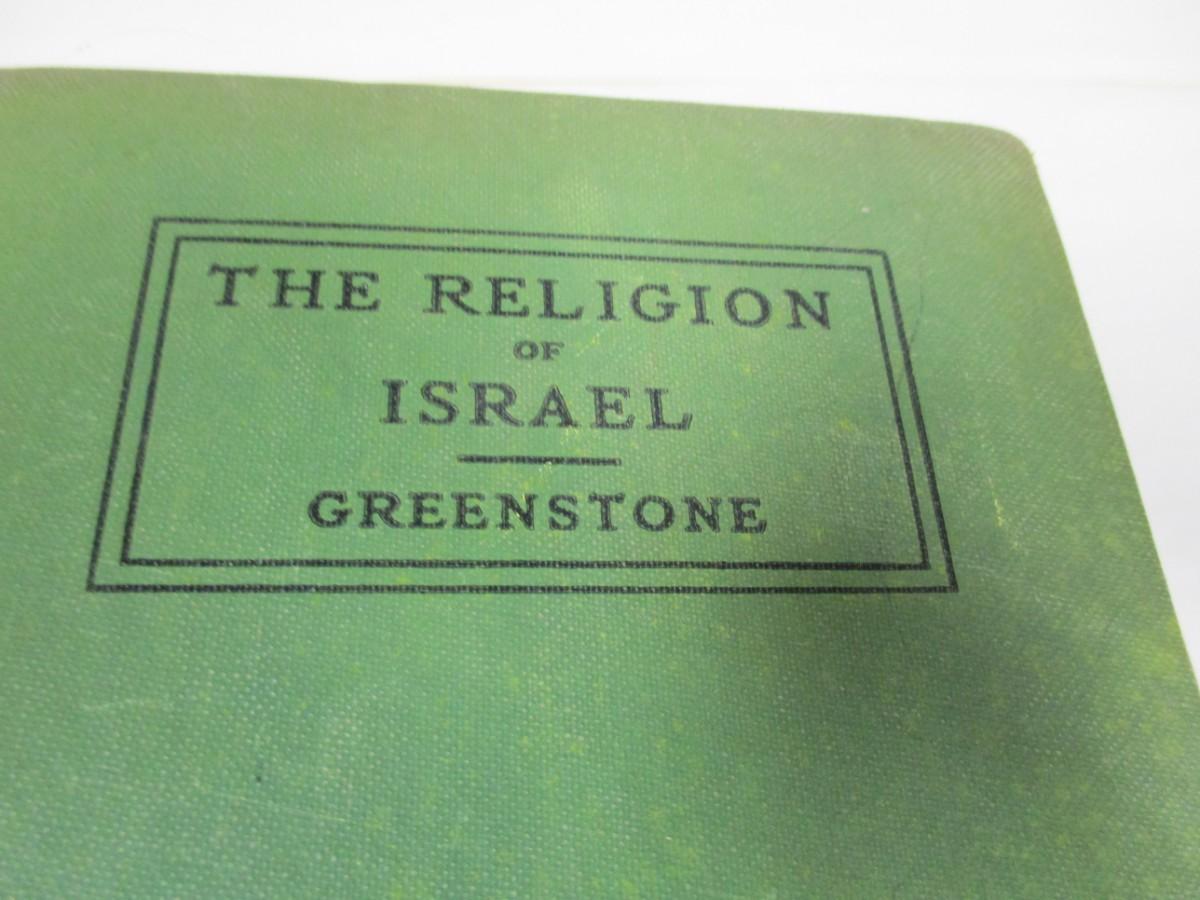 THE RELIGION
OF
ISRAEL
GREENSTONE